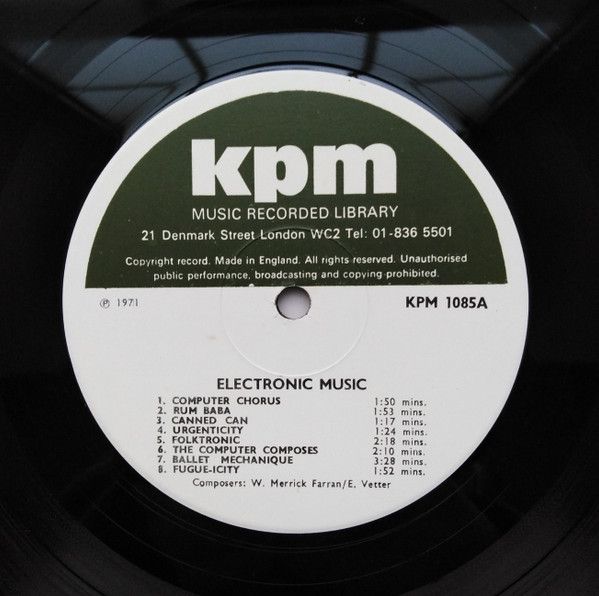 kpm
MUSIC RECORDED LIBRARY
21 Denmark Street London WC2 Tel: 01-836 5501
Copyright record. Made in England. All rights reserved. Unauthorised
public performance, broadcasting and copying prohibited.
℗ 1971 KPM 1085A
ELECTRONIC MUSIC
1. COMPUTER CHORUS 1:50 mins.
2. RUM BABA 1:53 mins.
3. CANNED CAN 1:17 mins.
4. URGENTICITY 1:24 mins.
5. FOLKTRONIC 2:18 mins.
6. THE COMPUTER COMPOSES 2:10 mins.
7. BALLET MECHANIQUE 3:28 mins.
8. FUGUE-ICITY 1:52 mins.
Composers: W. Merrick Farran/E. Vetter